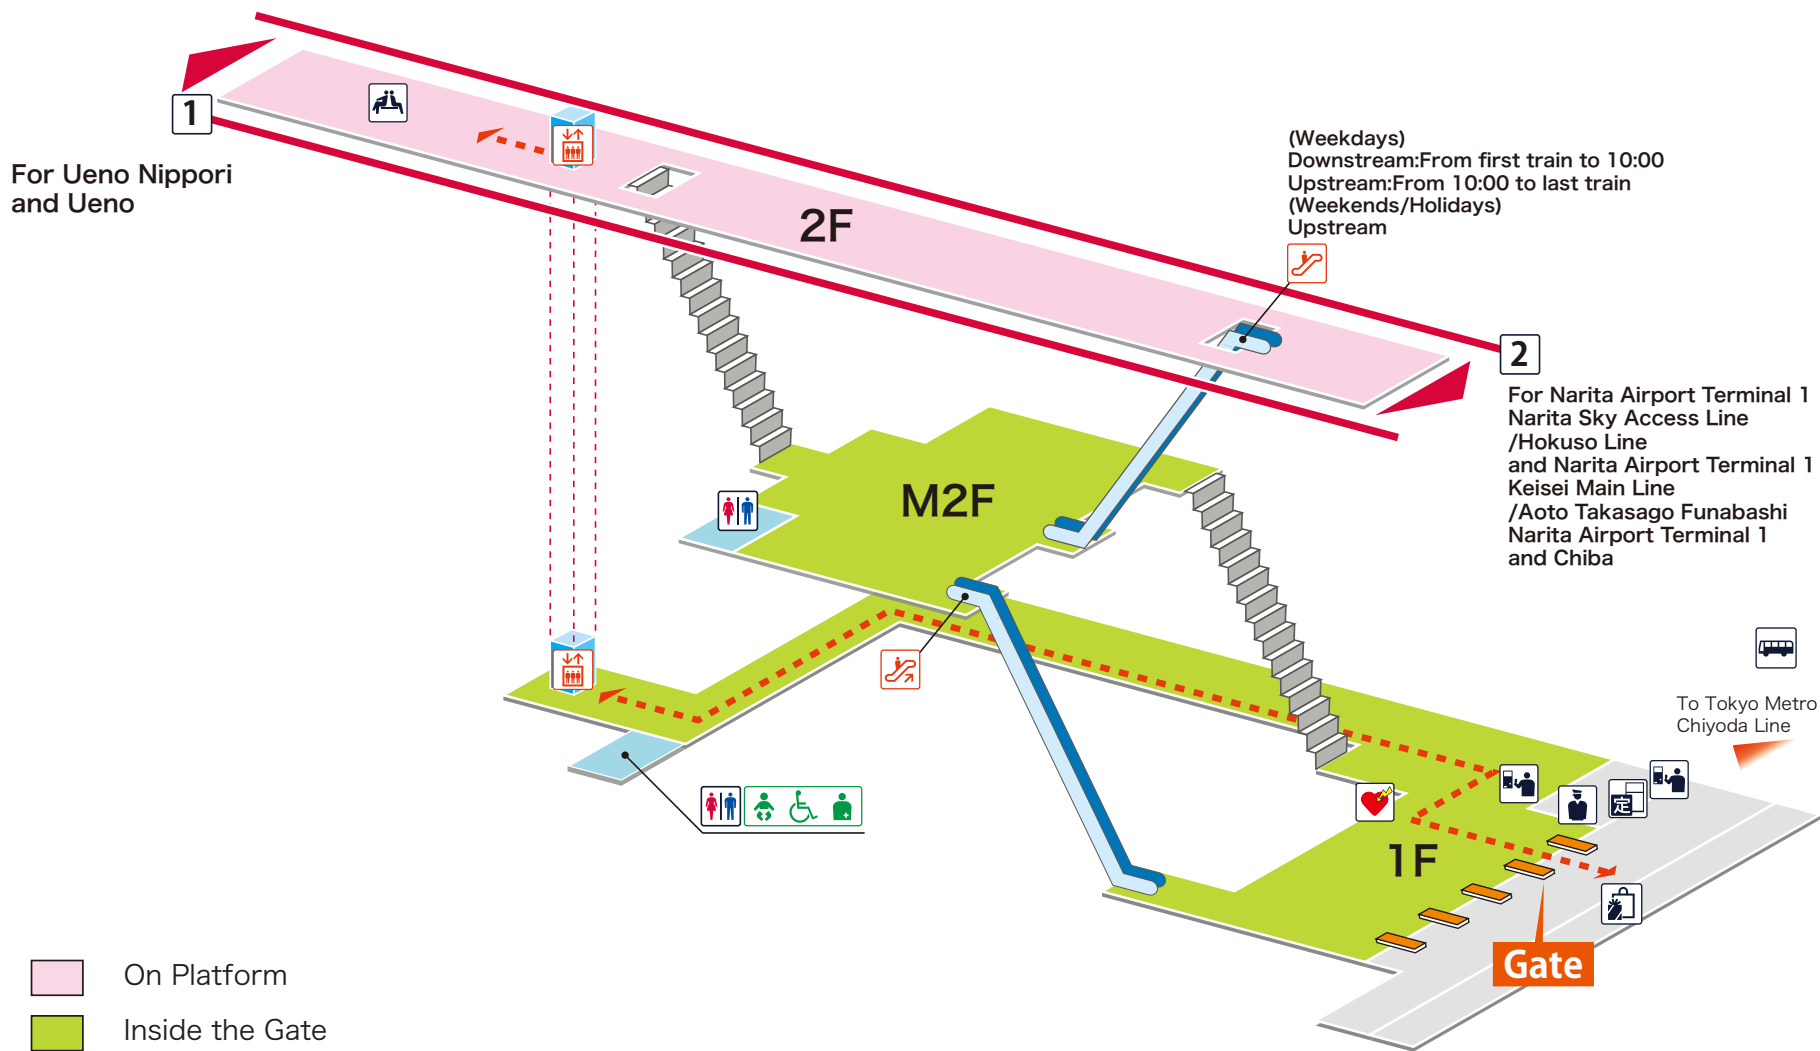 1
For Ueno Nippori
and Ueno
(Weekdays)
Downstream:From first train to 10:00
Upstream:From 10:00 to last train
(Weekends/Holidays)
Upstream
2F
2
For Narita Airport Terminal 1
Narita Sky Access Line
/Hokuso Line
and Narita Airport Terminal 1
Keisei Main Line
/Aoto Takasago Funabashi
Narita Airport Terminal 1
and Chiba
M2F
To Tokyo Metro
Chiyoda Line
定
1F
Gate
On Platform
Inside the Gate